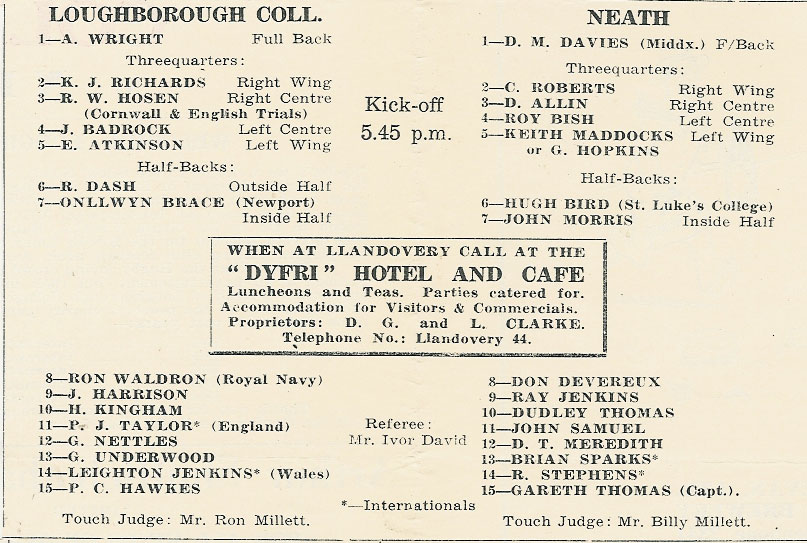 LOUGHBOROUGH COLL.
1—A. WRIGHT Full Back
Threequarters:
2—K. J. RICHARDS Right Wing
3—R. W. HOSEN Right Centre
(Cornwall & English Trials)
4—J. BADROCK Left Centre
5—E. ATKINSON Left Wing
Half-Backs:
6—R. DASH Outside Half
7—ONLLWYN BRACE (Newport)
Inside Half
Kick-off
5.45 p.m.
NEATH
1—D. M. DAVIES (Middx.) F/Back
Threequarters:
2—C. ROBERTS Right Wing
3—D. ALLIN Right Centre
4—ROY BISH Left Centre
5—KEITH MADDOCKS Left Wing
or G. HOPKINS
Half-Backs:
6—HUGH BIRD (St. Luke's College)
7—JOHN MORRIS Inside Half
WHEN AT LLANDOVERY CALL AT THE
"DYFRI" HOTEL AND CAFE
Luncheons and Teas. Parties catered for.
Accommodation for Visitors & Commercials.
Proprietors: D. G. and L. CLARKE.
Telephone No.: Llandovery 44.
8—RON WALDRON (Royal Navy)
9—J. HARRISON
10—H. KINGHAM
11—P. J. TAYLOR* (England)
12—G. NETTLES
13—G. UNDERWOOD
14—LEIGHTON JENKINS* (Wales)
15—P. C. HAWKES
Touch Judge: Mr. Ron Millett.
Referee:
Mr. Ivor David
*—Internationals
8—DON DEVEREUX
9—RAY JENKINS
10—DUDLEY THOMAS
11—JOHN SAMUEL
12—D. T. MEREDITH
13—BRIAN SPARKS*
14—R. STEPHENS*
15—GARETH THOMAS (Capt.).
Touch Judge: Mr. Billy Millett.